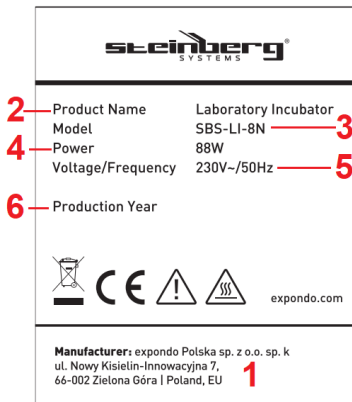 steinberg®
SYSTEMS
2 Product Name Laboratory Incubator
Model SBS-LI-8N 3
4 Power 88W
Voltage/Frequency 230V~/50Hz 5
6 Production Year
CE
expondo.com
Manufacturer: expondo Polska sp. z o.o. sp. k
ul. Nowy Kisielin-Innowacyjna 7,
66-002 Zielona Góra | Poland, EU 1